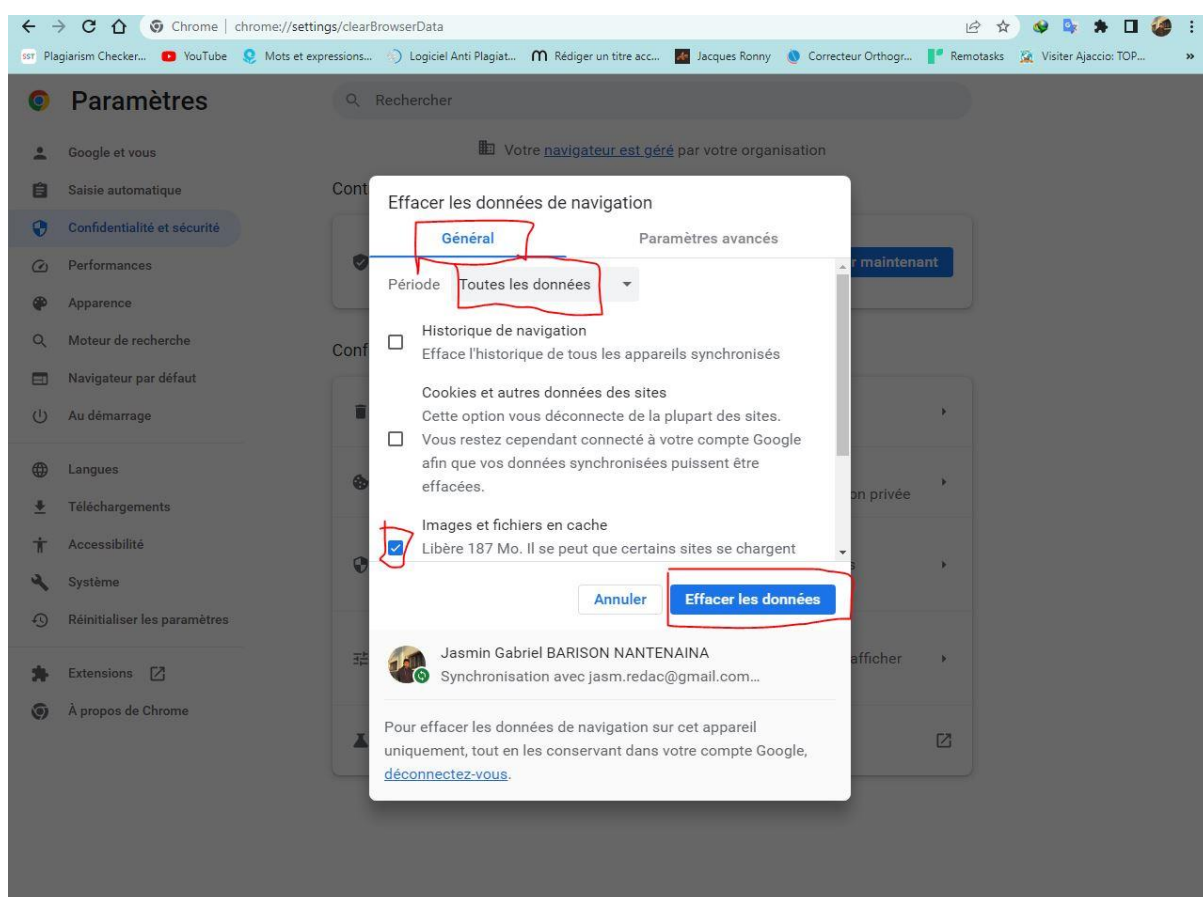 Chrome | chrome://settings/clearBrowserData
SST Plagiarism Checker... YouTube Mots et expressions... Logiciel Anti Plagiat... Rédiger un titre acc... Jacques Ronny Correcteur Orthogr... Remotasks Visiter Ajaccio: TOP... »
Paramètres
Rechercher
Votre navigateur est géré par votre organisation
Google et vous
Saisie automatique
Confidentialité et sécurité
Performances
Apparence
Moteur de recherche
Navigateur par défaut
Au démarrage
Langues
Téléchargements
Accessibilité
Système
Réinitialiser les paramètres
Extensions
À propos de Chrome
Cont
r maintenant
Conf
on privée
s
afficher
Effacer les données de navigation
Général Paramètres avancés
Période Toutes les données
Historique de navigation
Efface l'historique de tous les appareils synchronisés
Cookies et autres données des sites
Cette option vous déconnecte de la plupart des sites.
Vous restez cependant connecté à votre compte Google
afin que vos données synchronisées puissent être
effacées.
Images et fichiers en cache
Libère 187 Mo. Il se peut que certains sites se chargent
Annuler Effacer les données
Jasmin Gabriel BARISON NANTENAINA
Synchronisation avec jasm.redac@gmail.com...
Pour effacer les données de navigation sur cet appareil
uniquement, tout en les conservant dans votre compte Google,
déconnectez-vous.